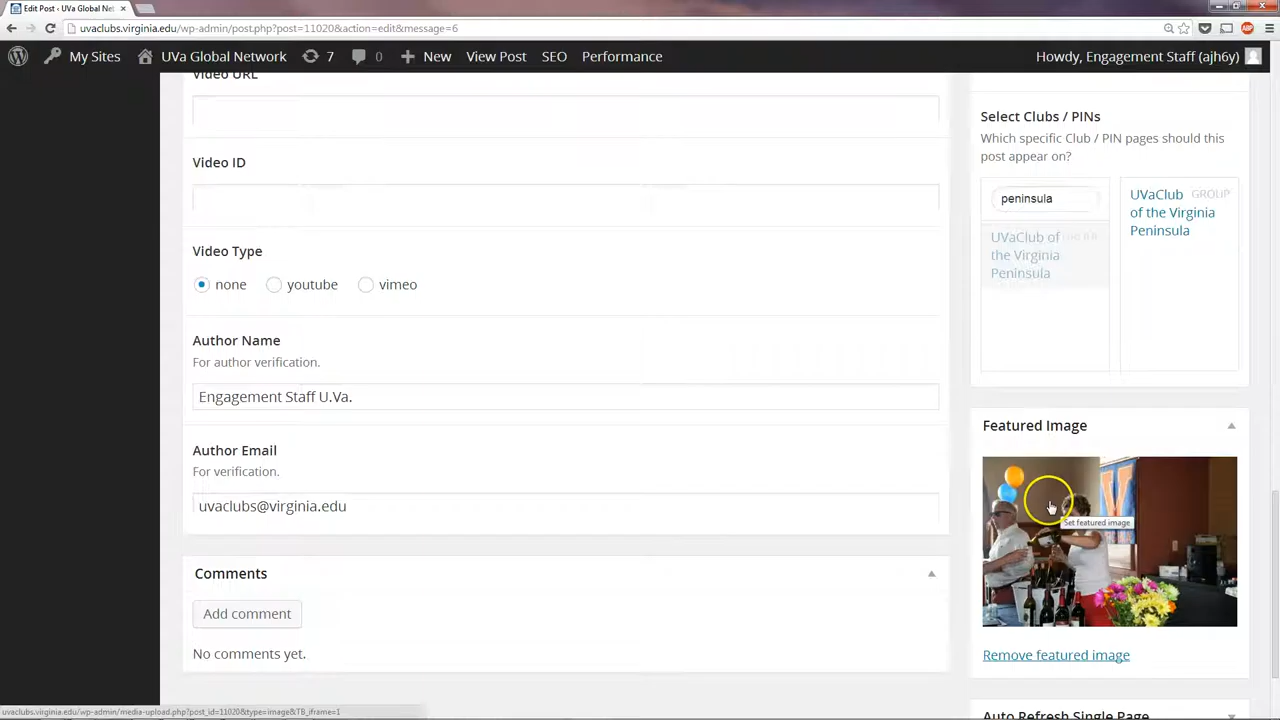 Edit Post ‹ UVa Global Net
uvaclubs.virginia.edu/wp-admin/post.php?post=11020&action=edit&message=6
My Sites UVa Global Network 7 0 New View Post SEO Performance Howdy, Engagement Staff (ajh6y)
Video URL
Video ID
Video Type
none youtube vimeo
Author Name
For author verification.
Engagement Staff U.Va.
Author Email
For verification.
uvaclubs@virginia.edu
Comments
Add comment
No comments yet.
Select Clubs / PINs
Which specific Club / PIN pages should this
post appear on?
peninsula
UVaClub of
the Virginia
Peninsula
UVaClub GROUP
of the Virginia
Peninsula
Featured Image
Set featured image
Remove featured image
Auto Refresh Single Page
uvaclubs.virginia.edu/wp-admin/media-upload.php?post_id=11020&type=image&TB_iframe=1